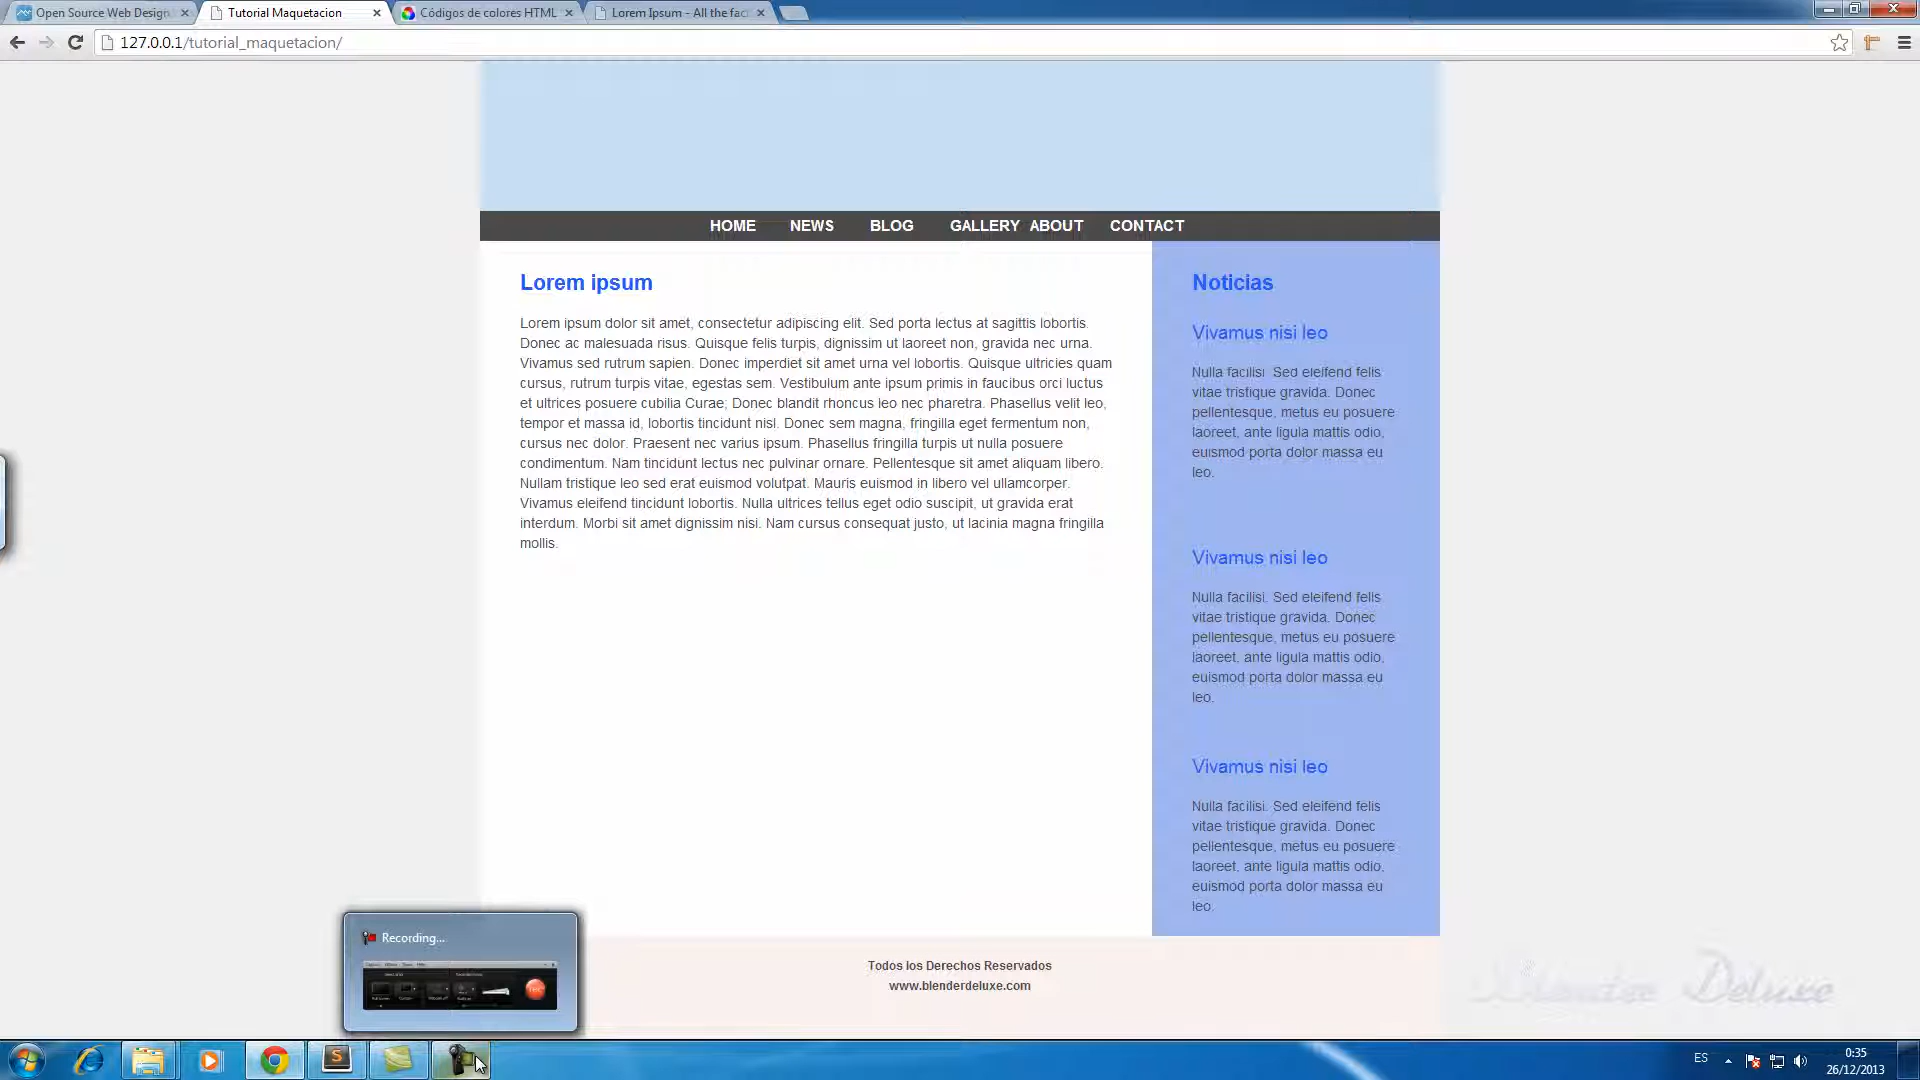 Open Source Web Design
Tutorial Maquetacion
Códigos de colores HTML
Lorem Ipsum - All the fac
127.0.0.1/tutorial_maquetacion/
HOME NEWS BLOG GALLERY ABOUT CONTACT
Lorem ipsum
Lorem ipsum dolor sit amet, consectetur adipiscing elit. Sed porta lectus at sagittis lobortis.
Donec ac malesuada risus. Quisque felis turpis, dignissim ut laoreet non, gravida nec urna.
Vivamus sed rutrum sapien. Donec imperdiet sit amet urna vel lobortis. Quisque ultricies quam
cursus, rutrum turpis vitae, egestas sem. Vestibulum ante ipsum primis in faucibus orci luctus
et ultrices posuere cubilia Curae; Donec blandit rhoncus leo nec pharetra. Phasellus velit leo,
tempor et massa id, lobortis tincidunt nisl. Donec sem magna, fringilla eget fermentum non,
cursus nec dolor. Praesent nec varius ipsum. Phasellus fringilla turpis ut nulla posuere
condimentum. Nam tincidunt lectus nec pulvinar ornare. Pellentesque sit amet aliquam libero.
Nullam tristique leo sed erat euismod volutpat. Mauris euismod in libero vel ullamcorper.
Vivamus eleifend tincidunt lobortis. Nulla ultrices tellus eget odio suscipit, ut gravida erat
interdum. Morbi sit amet dignissim nisi. Nam cursus consequat justo, ut lacinia magna fringilla
mollis.
Noticias
Vivamus nisi leo
Nulla facilisi. Sed eleifend felis
vitae tristique gravida. Donec
pellentesque, metus eu posuere
laoreet, ante ligula mattis odio,
euismod porta dolor massa eu
leo.
Vivamus nisi leo
Nulla facilisi. Sed eleifend felis
vitae tristique gravida. Donec
pellentesque, metus eu posuere
laoreet, ante ligula mattis odio,
euismod porta dolor massa eu
leo.
Vivamus nisi leo
Nulla facilisi. Sed eleifend felis
vitae tristique gravida. Donec
pellentesque, metus eu posuere
laoreet, ante ligula mattis odio,
euismod porta dolor massa eu
leo.
Todos los Derechos Reservados
www.blenderdeluxe.com
Recording...
rec
Blender Deluxe
ES
0:35
26/12/2013